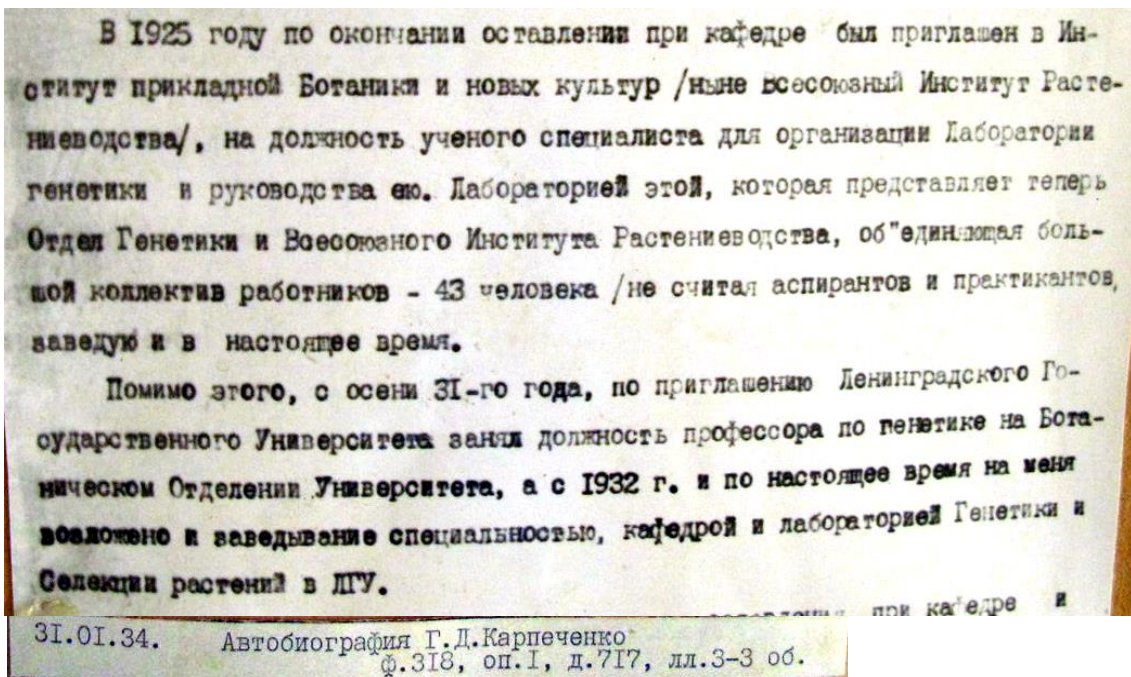 В 1925 году по окончании оставлении при кафедре был приглашен в Ин-
ститут прикладной Ботаники и новых культур /ныне Всесоюзный Институт Расте-
ниеводства/, на должность ученого специалиста для организации Лаборатории
генетики и руководства ею. Лабораторией этой, которая представляет теперь
Отдел Генетики и Всесоюзного Института Растениеводства, об"единяющая боль-
шой коллектив работников - 43 человека /не считая аспирантов и практикантов,
заведую и в настоящее время.
Помимо этого, с осени 31-го года, по приглашению Ленинградского Го-
сударственного Университета занял должность профессора по генетике на Бота-
ническом Отделении Университета, а с 1932 г. и по настоящее время на меня
возложено и заведывание специальностью, кафедрой и лабораторией Генетики и
Селекции растений в ЛГУ.
при кафедре и
31.01.34. Автобиография Г.Д.Карпеченко
ф.318, оп.1, д.717, лл.3-3 об.